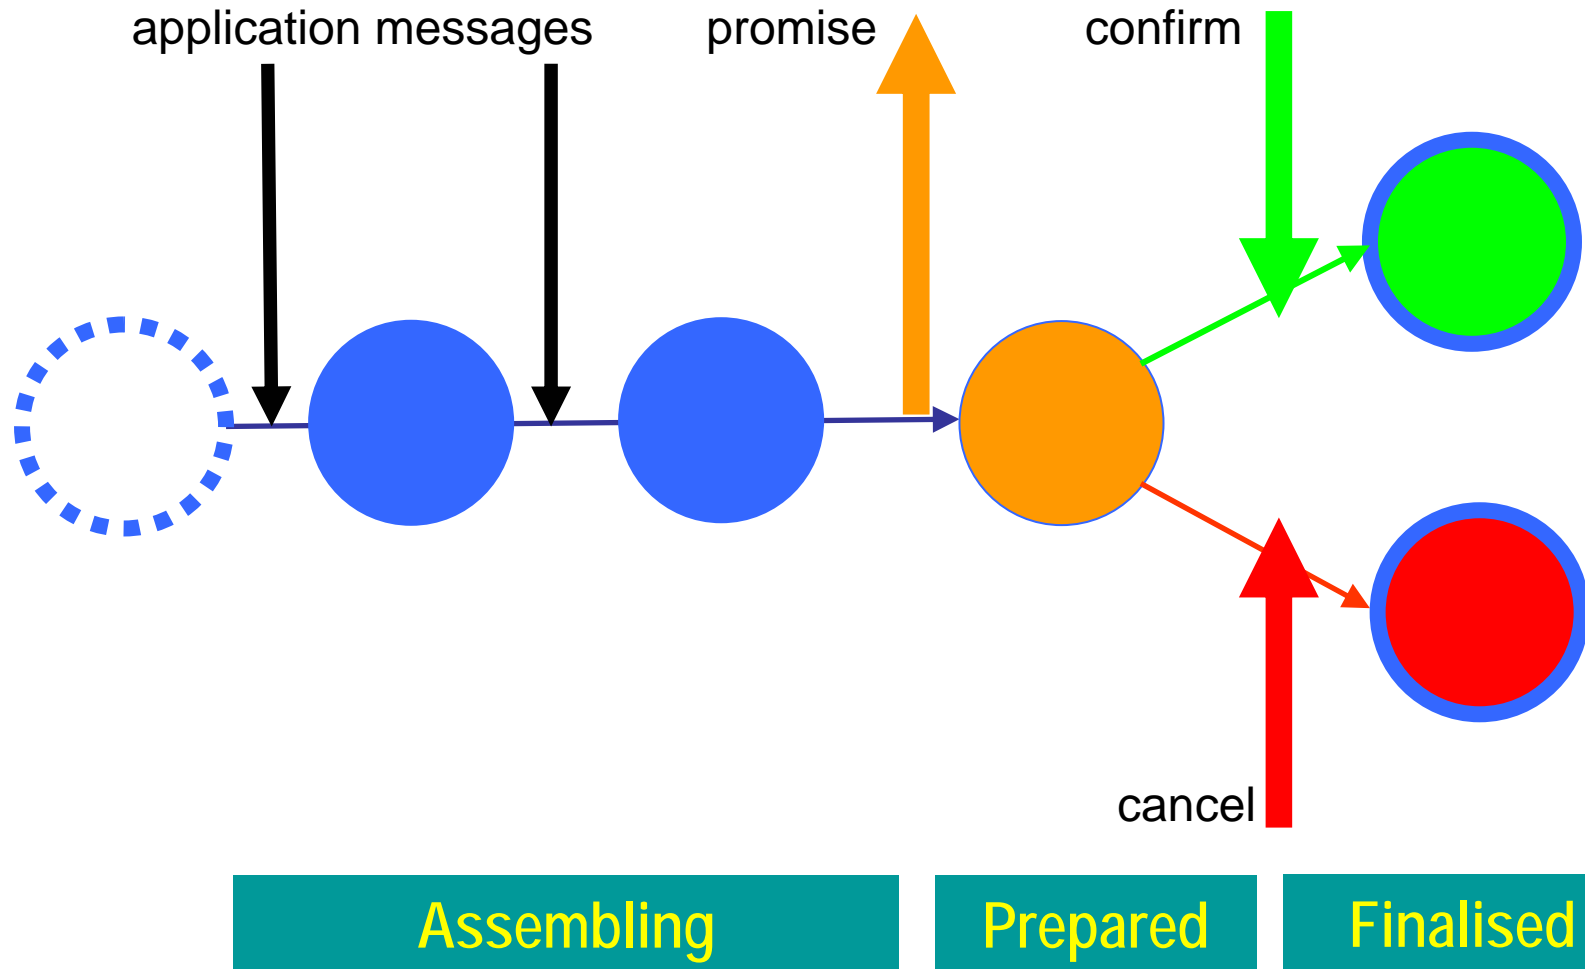 application messages
promise
confirm
cancel
Assembling
Prepared
Finalised